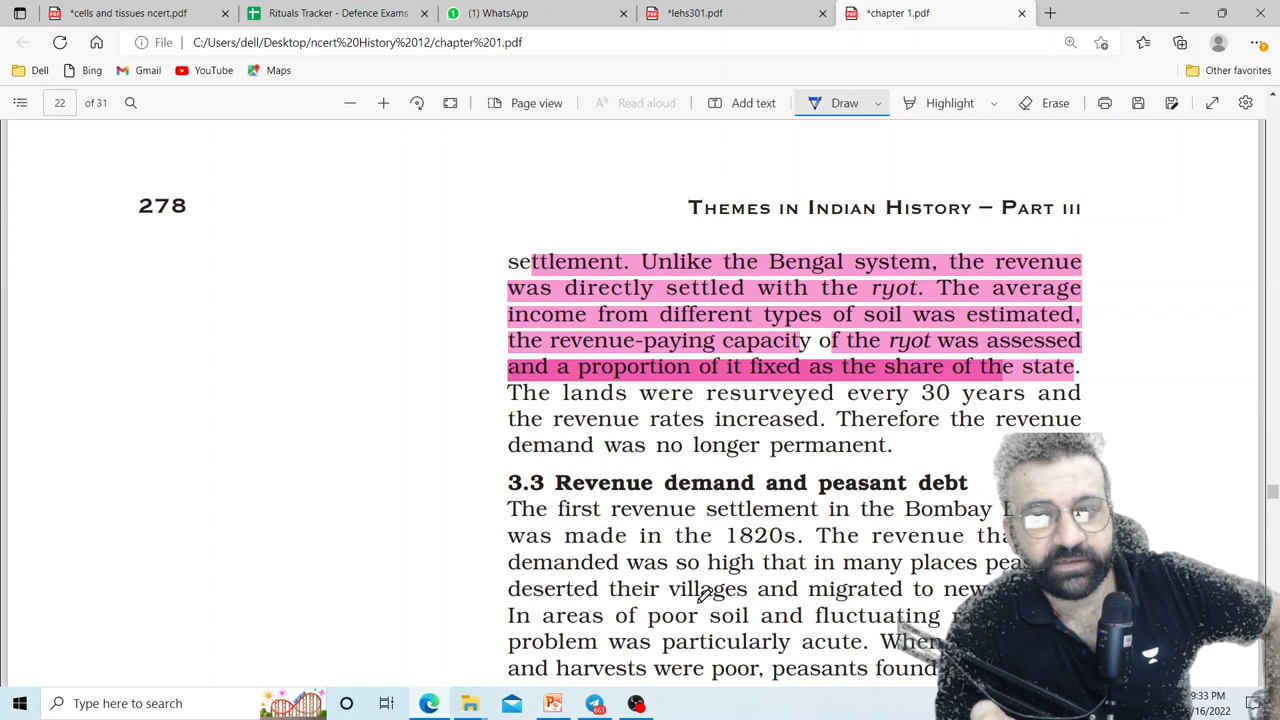 *cells and tissues ncert.pdf
Rituals Tracker - Defence Exams
(1) WhatsApp
*lehs301.pdf
*chapter 1.pdf
File
C:/Users/dell/Desktop/ncert%20History%2012/chapter%201.pdf
Dell
Bing
Gmail
YouTube
Maps
Other favorites
22 of 31
Page view
Read aloud
Add text
Draw
Highlight
Erase
278
Themes in Indian History – Part III
settlement. Unlike the Bengal system, the revenue
was directly settled with the ryot. The average
income from different types of soil was estimated,
the revenue-paying capacity of the ryot was assessed
and a proportion of it fixed as the share of the state.
The lands were resurveyed every 30 years and
the revenue rates increased. Therefore the revenue
demand was no longer permanent.
3.3 Revenue demand and peasant debt
The first revenue settlement in the Bombay
was made in the 1820s. The revenue
demanded was so high that in many places
deserted their villages and migrated to new
In areas of poor soil and fluctuating
problem was particularly acute. When
and harvests were poor, peasants found
Type here to search
661
9:33 PM
/16/2022